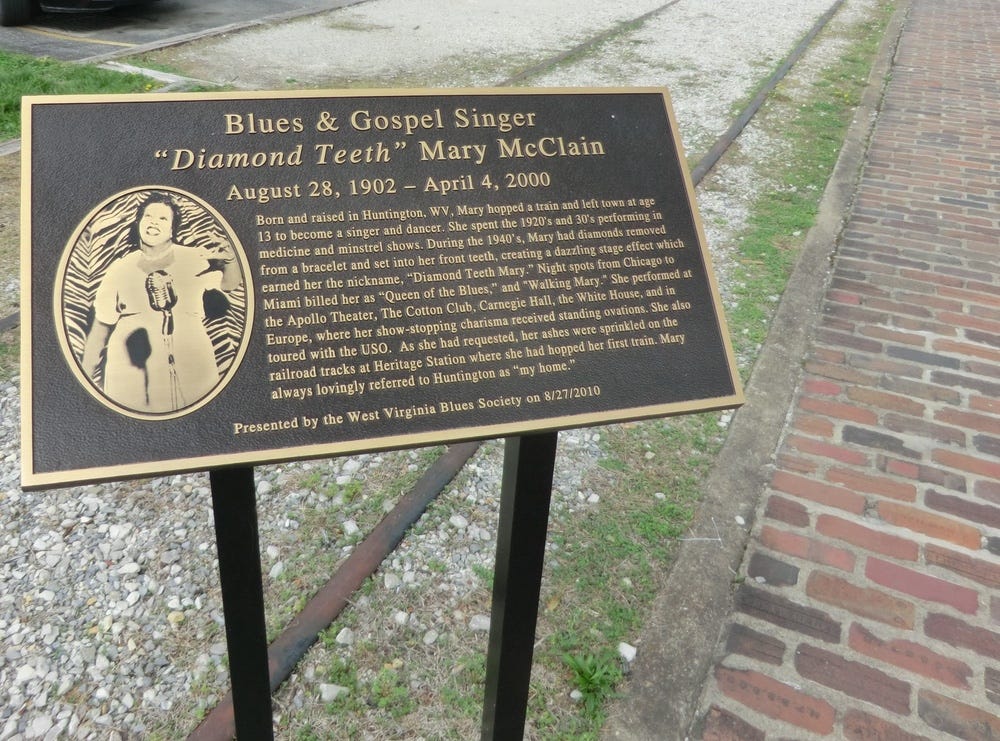 Blues & Gospel Singer
“Diamond Teeth” Mary McClain
August 28, 1902 – April 4, 2000
Born and raised in Huntington, WV, Mary hopped a train and left town at age
13 to become a singer and dancer. She spent the 1920's and 30's performing in
medicine and minstrel shows. During the 1940's, Mary had diamonds removed
from a bracelet and set into her front teeth, creating a dazzling stage effect which
earned her the nickname, “Diamond Teeth Mary.” Night spots from Chicago to
Miami billed her as “Queen of the Blues,” and "Walking Mary." She performed at
the Apollo Theater, The Cotton Club, Carnegie Hall, the White House, and in
Europe, where her show-stopping charisma received standing ovations. She also
toured with the USO. As she had requested, her ashes were sprinkled on the
railroad tracks at Heritage Station where she had hopped her first train. Mary
always lovingly referred to Huntington as “my home.”
Presented by the West Virginia Blues Society on 8/27/2010